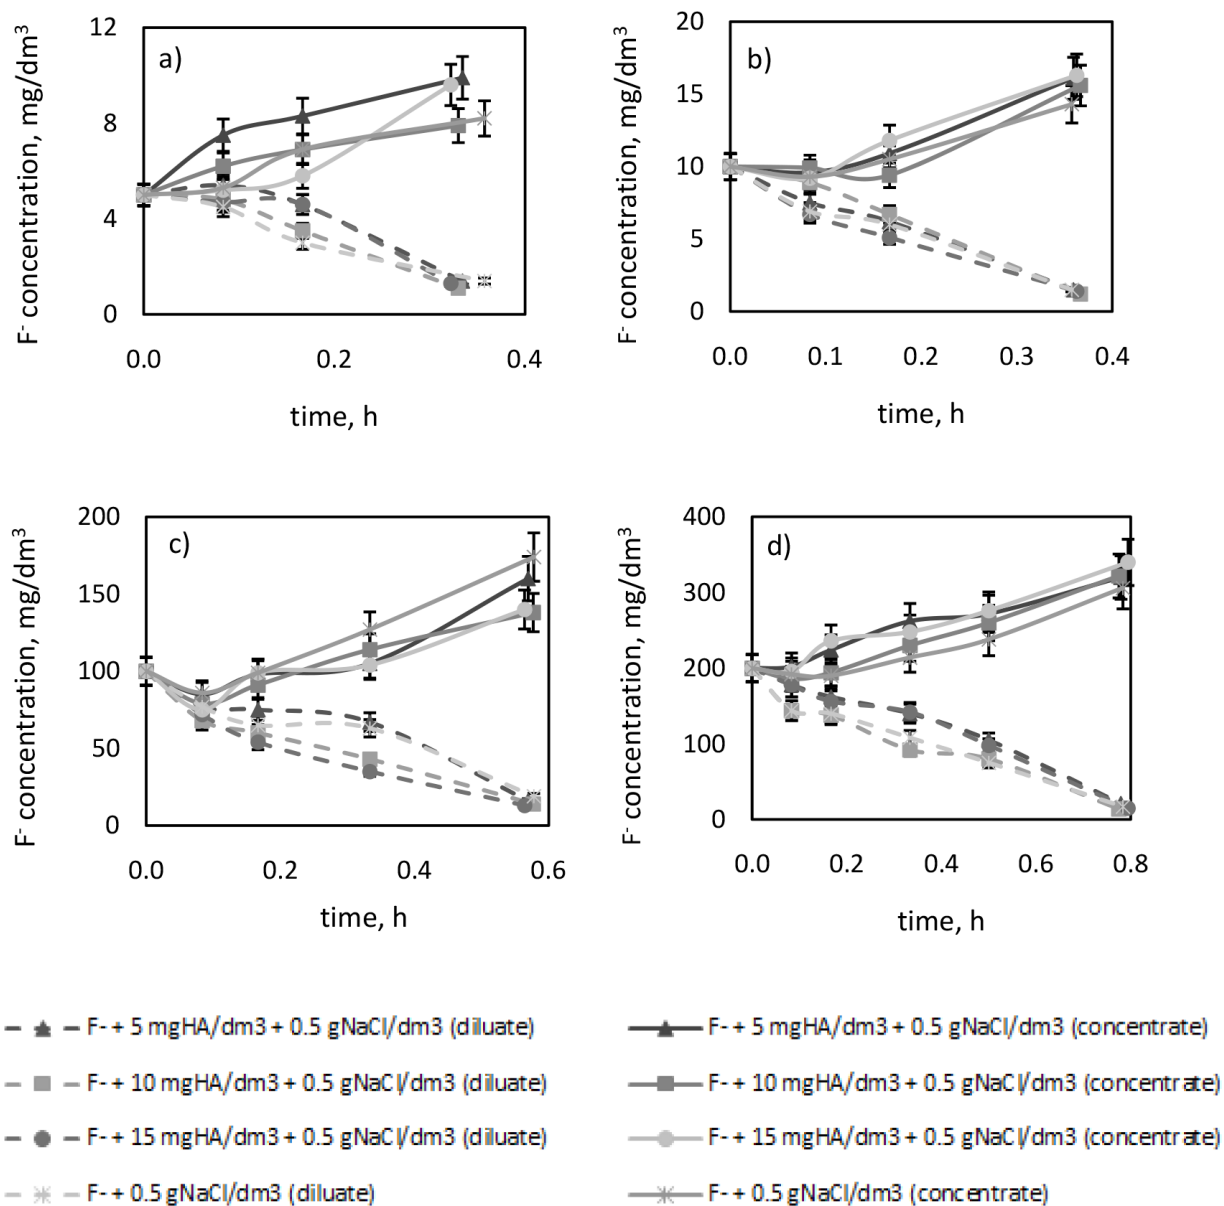 a)
F- concentration, mg/dm3
12
8
4
0
0.0 0.2 0.4
time, h
b)
F- concentration, mg/dm3
20
15
10
5
0
0.0 0.1 0.2 0.3 0.4
time, h
c)
F- concentration, mg/dm3
200
150
100
50
0
0.0 0.2 0.4 0.6
time, h
d)
F- concentration, mg/dm3
400
300
200
100
0
0.0 0.2 0.4 0.6 0.8
time, h
F- + 5 mgHA/dm3 + 0.5 gNaCl/dm3 (diluate)
F- + 10 mgHA/dm3 + 0.5 gNaCl/dm3 (diluate)
F- + 15 mgHA/dm3 + 0.5 gNaCl/dm3 (diluate)
F- + 0.5 gNaCl/dm3 (diluate)
F- + 5 mgHA/dm3 + 0.5 gNaCl/dm3 (concentrate)
F- + 10 mgHA/dm3 + 0.5 gNaCl/dm3 (concentrate)
F- + 15 mgHA/dm3 + 0.5 gNaCl/dm3 (concentrate)
F- + 0.5 gNaCl/dm3 (concentrate)